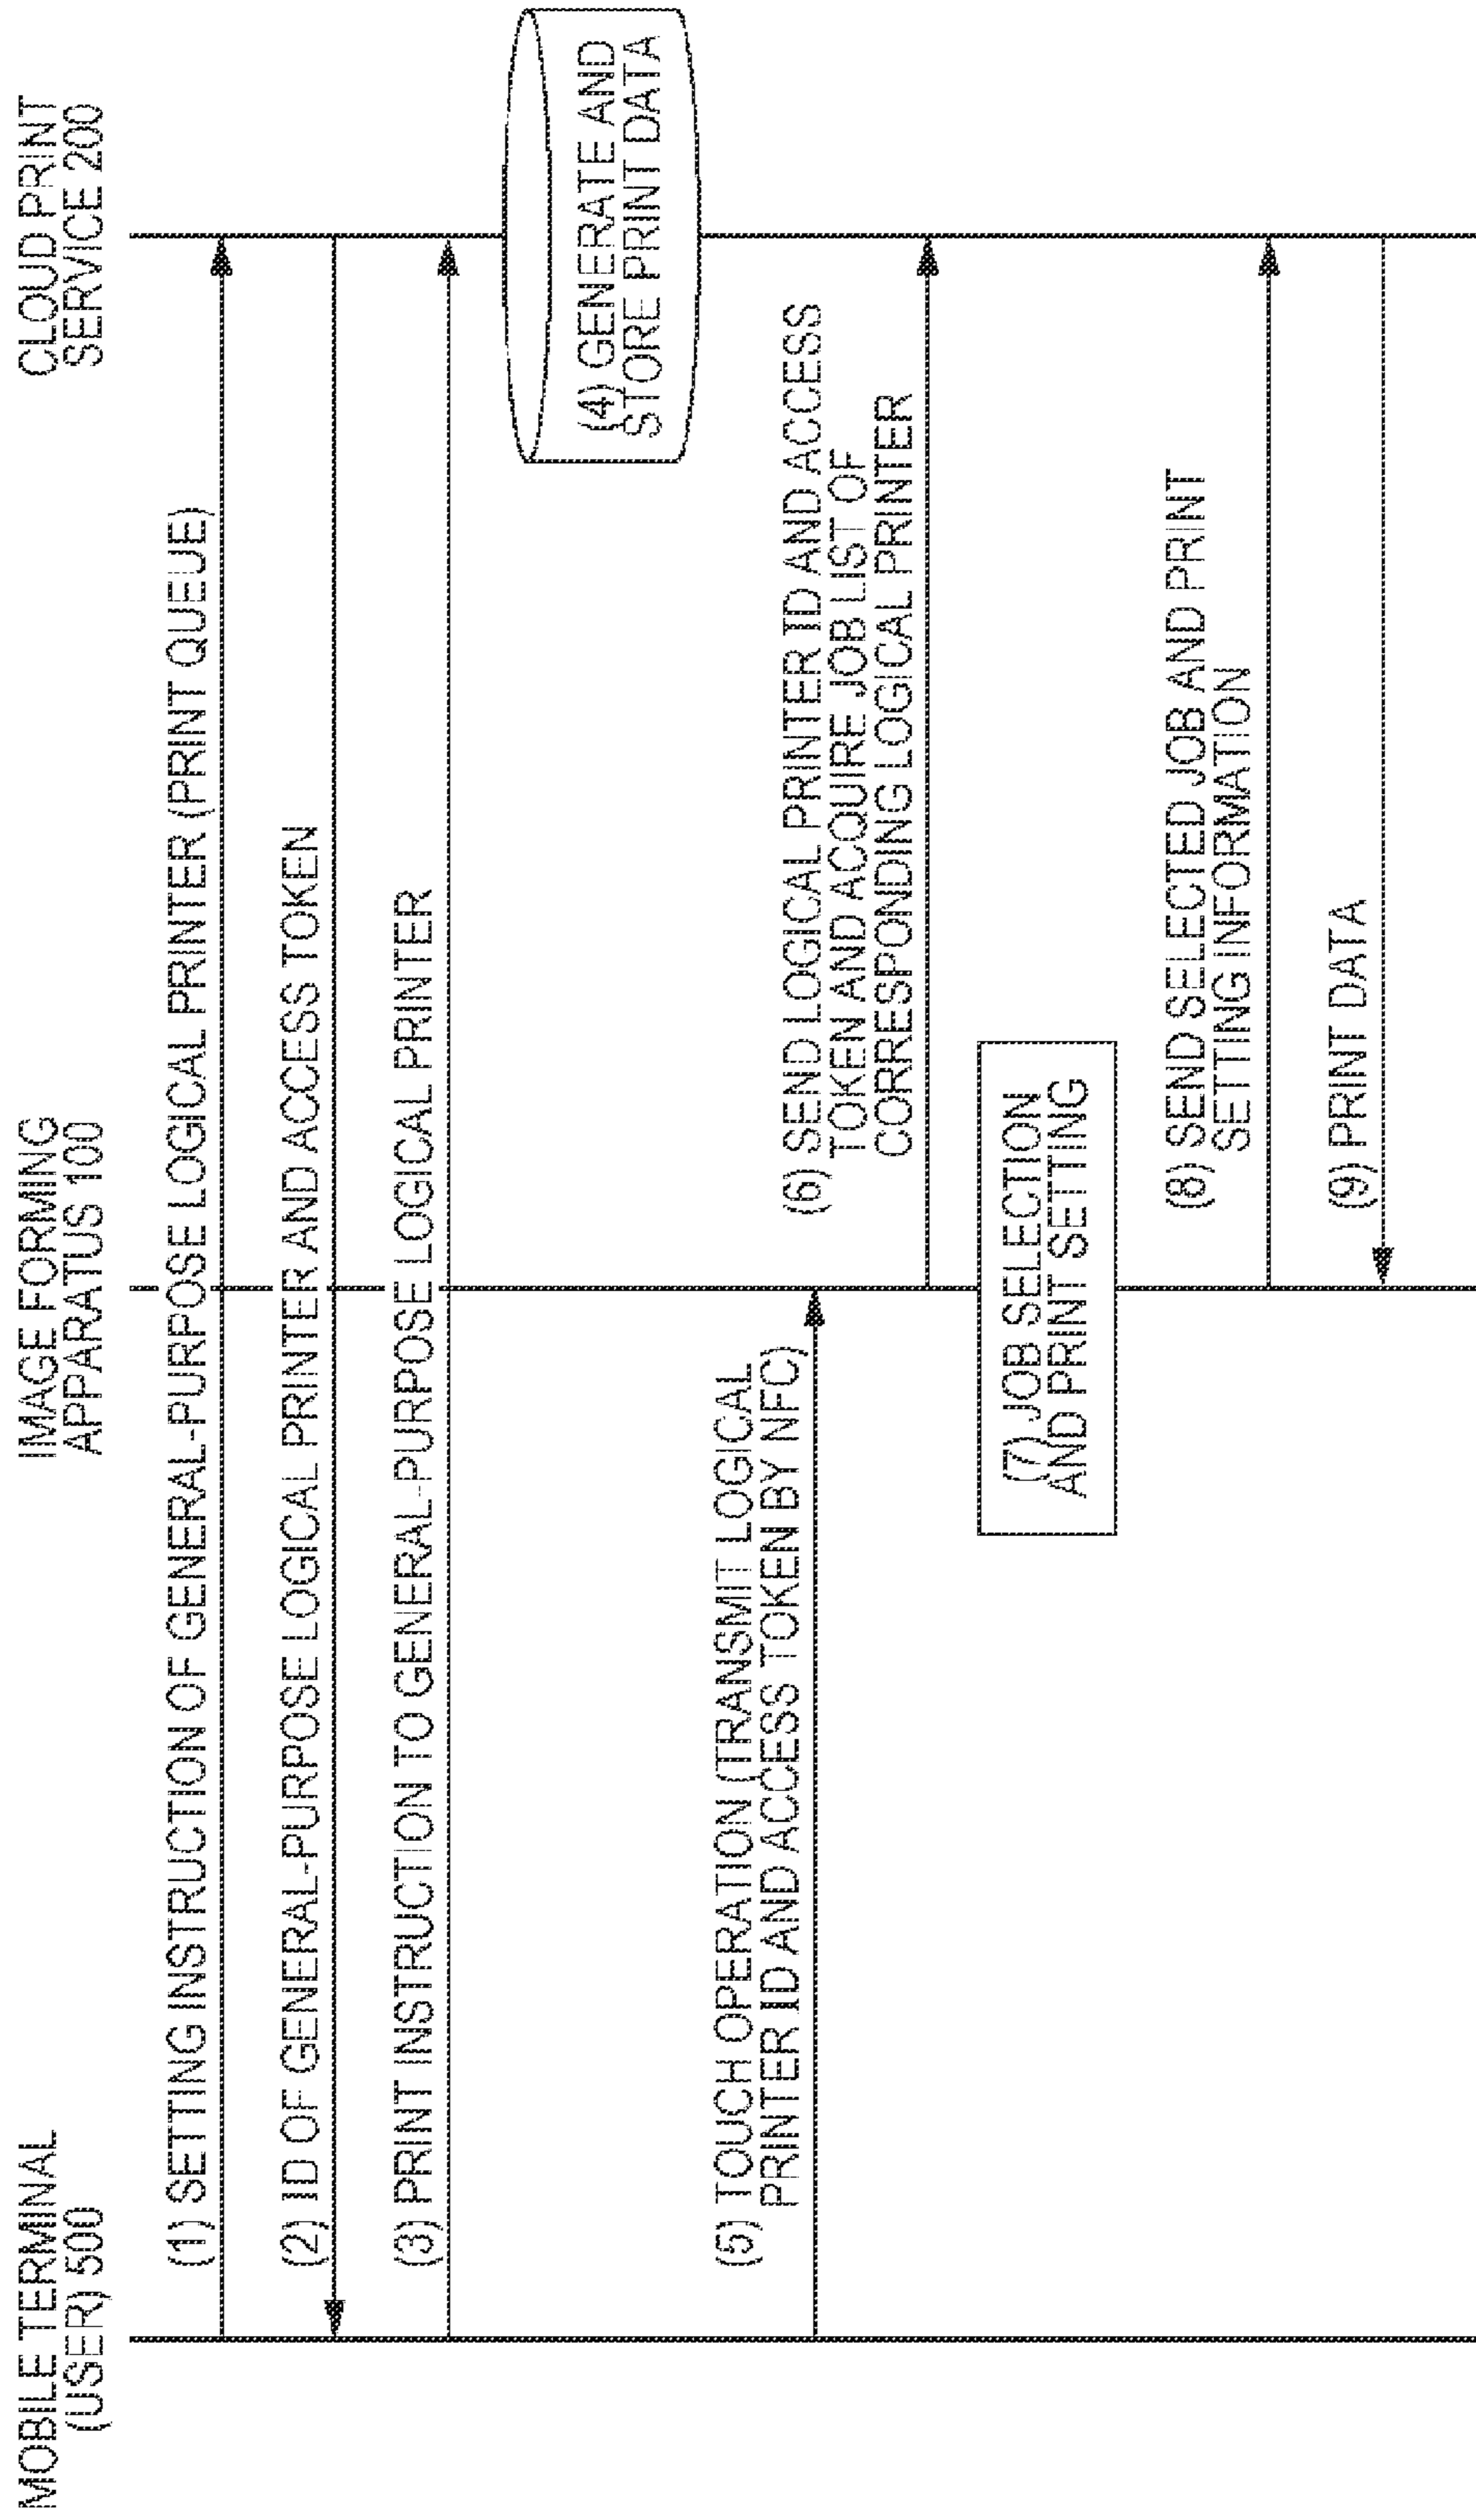 MOBILE TERMINAL
(USER) 500
IMAGE FORMING
APPARATUS 100
CLOUD PRINT
SERVICE 200
(1) SETTING INSTRUCTION OF GENERAL-PURPOSE LOGICAL PRINTER (PRINT QUEUE)
(2) ID OF GENERAL-PURPOSE LOGICAL PRINTER AND ACCESS TOKEN
(3) PRINT INSTRUCTION TO GENERAL-PURPOSE LOGICAL PRINTER
(4) GENERATE AND
STORE PRINT DATA
(5) TOUCH OPERATION (TRANSMIT LOGICAL
PRINTER ID AND ACCESS TOKEN BY NFC)
(6) SEND LOGICAL PRINTER ID AND ACCESS
TOKEN AND ACQUIRE JOB LIST OF
CORRESPONDING LOGICAL PRINTER
(7) JOB SELECTION
AND PRINT SETTING
(8) SEND SELECTED JOB AND PRINT
SETTING INFORMATION
(9) PRINT DATA